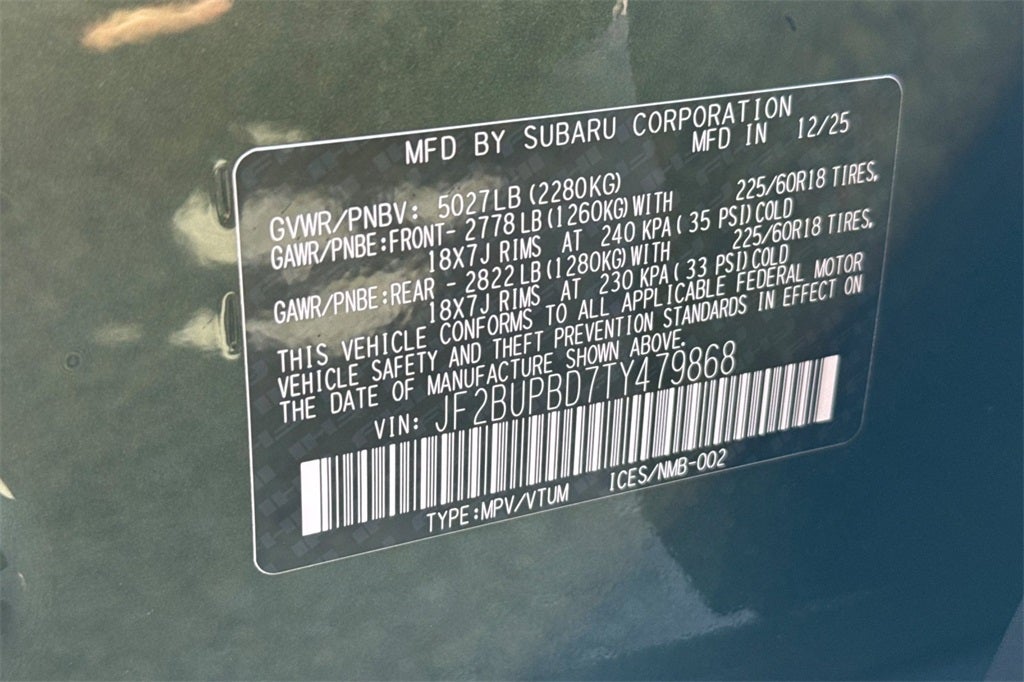 MFD BY SUBARU CORPORATION
MFD IN 12/25
GVWR/PNBV: 5027LB(2280KG)
GAWR/PNBE:FRONT- 2778LB(1260KG)WITH 225/60R18 TIRES,
18X7J RIMS AT 240 KPA(35 PSI)COLD
GAWR/PNBE:REAR - 2822LB(1280KG)WITH 225/60R18 TIRES,
18X7J RIMS AT 230 KPA(33 PSI)COLD
THIS VEHICLE CONFORMS TO ALL APPLICABLE FEDERAL MOTOR
VEHICLE SAFETY AND THEFT PREVENTION STANDARDS IN EFFECT ON
THE DATE OF MANUFACTURE SHOWN ABOVE.
VIN: JF2BUPBD7TY479868
TYPE:MPV/VTUM ICES/NMB-002